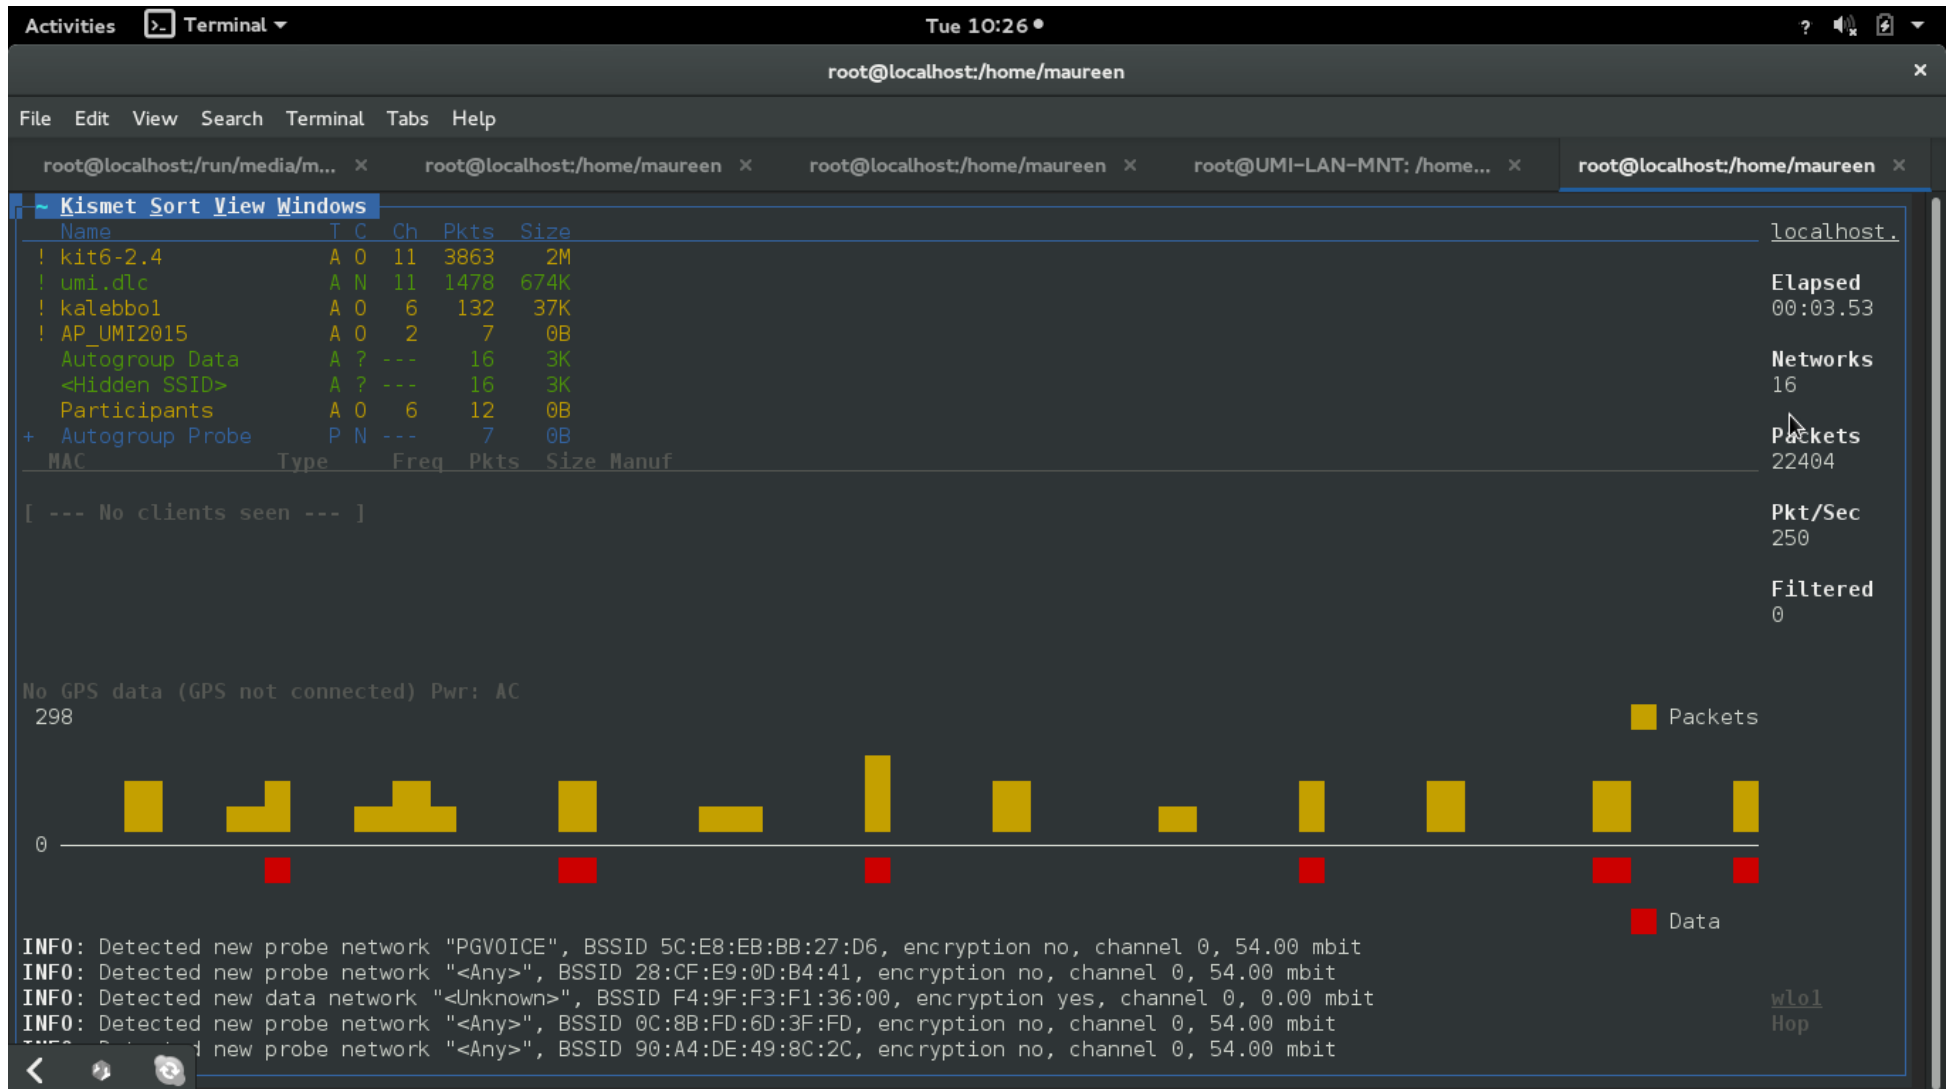 Activities Terminal Tue 10:26
root@localhost:/home/maureen
File Edit View Search Terminal Tabs Help
root@localhost:/run/media/m... root@localhost:/home/maureen root@localhost:/home/maureen root@UMI-LAN-MNT: /home... root@localhost:/home/maureen
~ Kismet Sort View Windows
Name T C Ch Pkts Size
! kit6-2.4 A O 11 3863 2M
! umi.dlc A N 11 1478 674K
! kalebbo1 A O 6 132 37K
! AP_UMI2015 A O 2 7 0B
Autogroup Data A ? --- 16 3K
<Hidden SSID> A ? --- 16 3K
Participants A O 6 12 0B
+ Autogroup Probe P N --- 7 0B
MAC Type Freq Pkts Size Manuf
[ --- No clients seen --- ]
localhost.
Elapsed
00:03.53
Networks
16
Packets
22404
Pkt/Sec
250
Filtered
0
No GPS data (GPS not connected) Pwr: AC
298
Packets
0
Data
INFO: Detected new probe network "PGVOICE", BSSID 5C:E8:EB:BB:27:D6, encryption no, channel 0, 54.00 mbit
INFO: Detected new probe network "<Any>", BSSID 28:CF:E9:0D:B4:41, encryption no, channel 0, 54.00 mbit
INFO: Detected new data network "<Unknown>", BSSID F4:9F:F3:F1:36:00, encryption yes, channel 0, 0.00 mbit
INFO: Detected new probe network "<Any>", BSSID 0C:8B:FD:6D:3F:FD, encryption no, channel 0, 54.00 mbit
new probe network "<Any>", BSSID 90:A4:DE:49:8C:2C, encryption no, channel 0, 54.00 mbit
wlo1
Hop